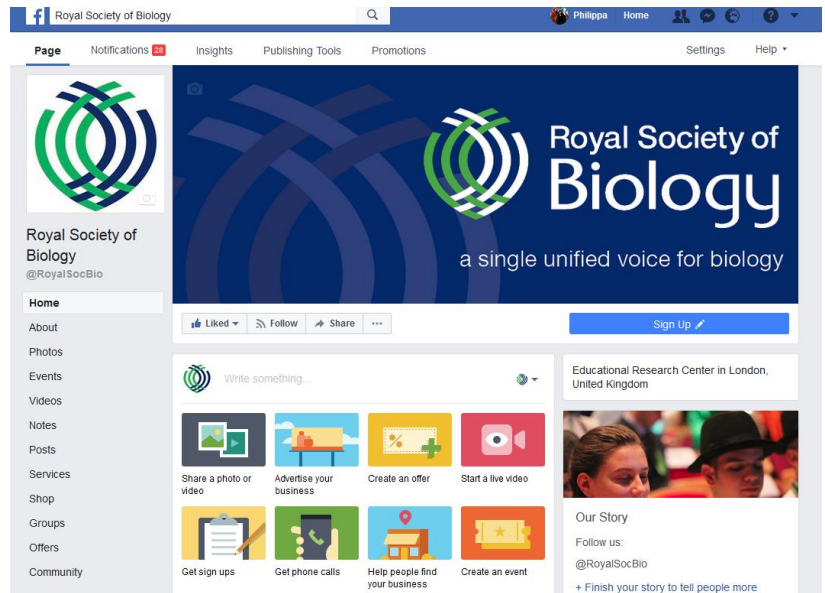 Royal Society of Biology
Philippa Home
Page Notifications 28 Insights Publishing Tools Promotions Settings Help
Royal Society of
Biology
a single unified voice for biology
Royal Society of
Biology
@RoyalSocBio
Home
About
Photos
Events
Videos
Notes
Posts
Services
Shop
Groups
Offers
Community
Liked Follow Share ...
Sign Up
Write something...
Share a photo or
video
Advertise your
business
Create an offer
Start a live video
Get sign ups
Get phone calls
Help people find
your business
Create an event
Educational Research Center in London,
United Kingdom
Our Story
Follow us:
@RoyalSocBio
+ Finish your story to tell people more